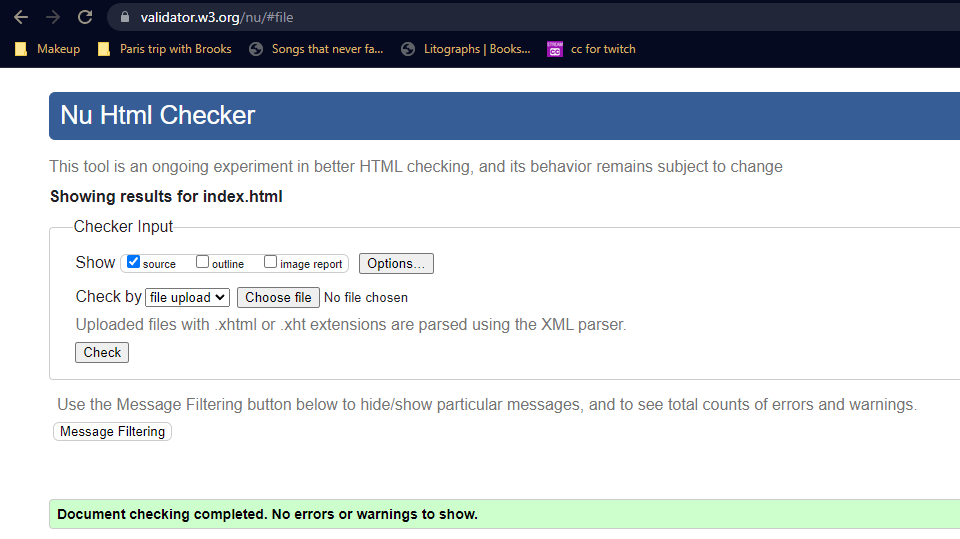 validator.w3.org/nu/#file
Makeup Paris trip with Brooks Songs that never fa... Litographs | Books... STREAM CC cc for twitch
Nu Html Checker
This tool is an ongoing experiment in better HTML checking, and its behavior remains subject to change
Showing results for index.html
Checker Input
Show source outline image report Options...
Check by file upload Choose file No file chosen
Uploaded files with .xhtml or .xht extensions are parsed using the XML parser.
Check
Use the Message Filtering button below to hide/show particular messages, and to see total counts of errors and warnings.
Message Filtering
Document checking completed. No errors or warnings to show.